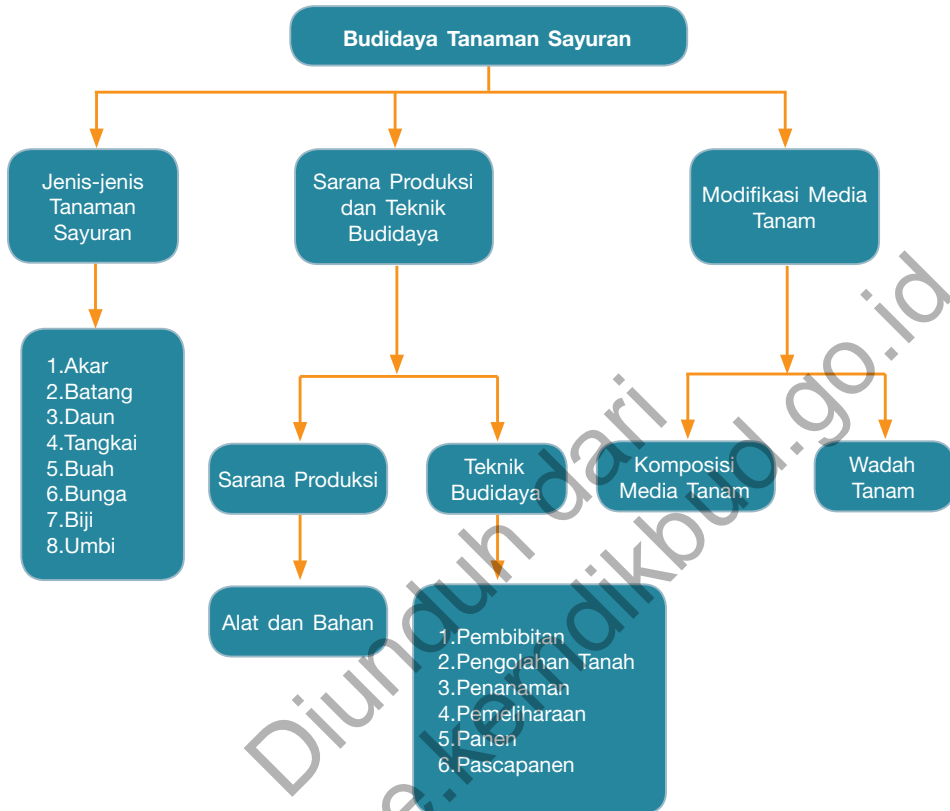 Budidaya Tanaman Sayuran
Jenis-jenis
Tanaman
Sayuran
Sarana Produksi
dan Teknik
Budidaya
Modifikasi Media
Tanam
1.Akar
2.Batang
3.Daun
4.Tangkai
5.Buah
6.Bunga
7.Biji
8.Umbi
Sarana Produksi
Teknik
Budidaya
Komposisi
Media Tanam
Wadah
Tanam
Alat dan Bahan
1.Pembibitan
2.Pengolahan Tanah
3.Penanaman
4.Pemeliharaan
5.Panen
6.Pascapanen
Diunduh dari
e.kemdikbud.go.id